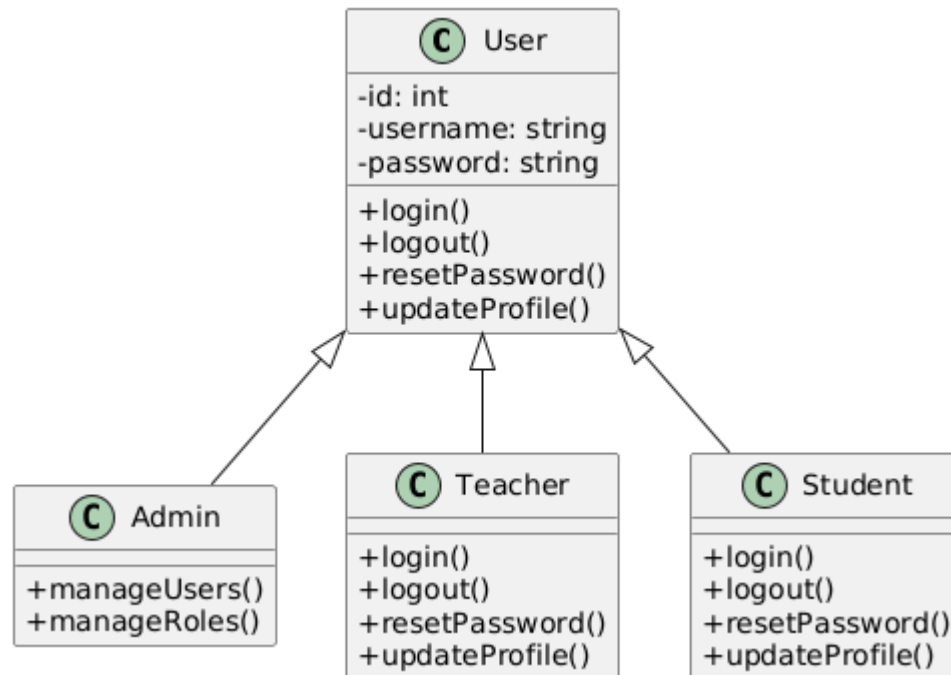 C User
-id: int
-username: string
-password: string
+login()
+logout()
+resetPassword()
+updateProfile()
C Admin
+manageUsers()
+manageRoles()
C Teacher
+login()
+logout()
+resetPassword()
+updateProfile()
C Student
+login()
+logout()
+resetPassword()
+updateProfile()